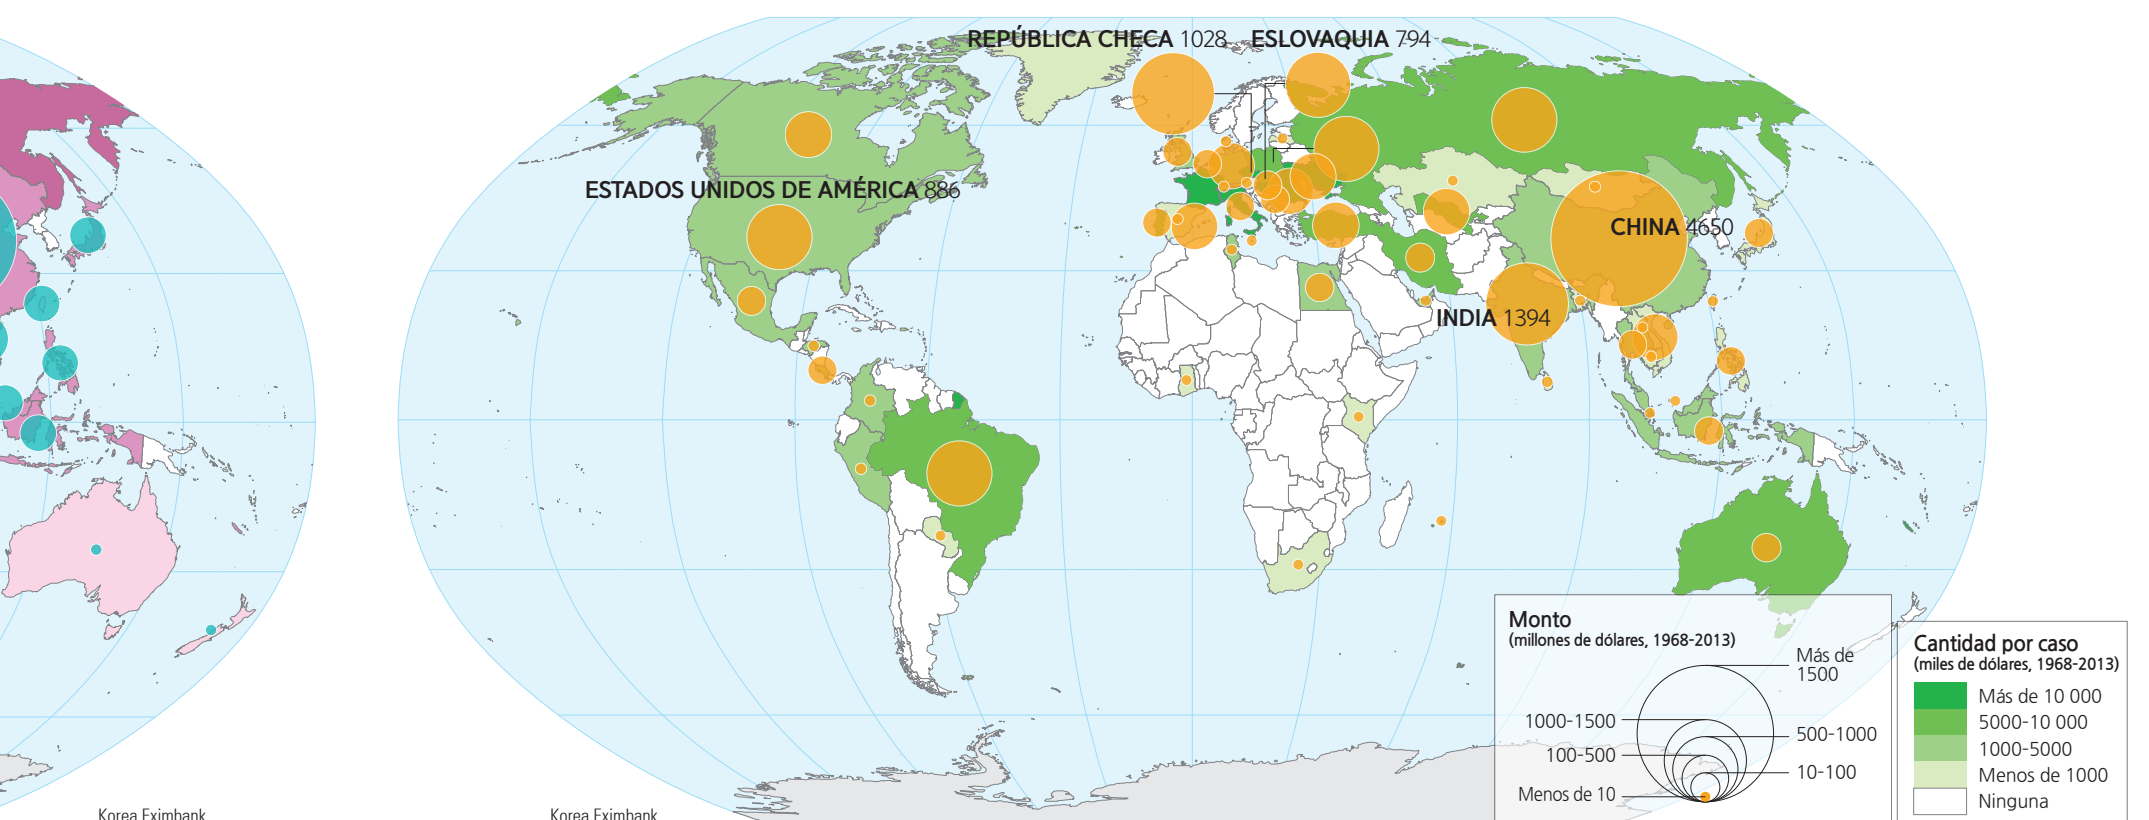 REPÚBLICA CHECA 1028
ESLOVAQUIA 794
ESTADOS UNIDOS DE AMÉRICA 886
CHINA 4650
INDIA 1394
Monto
(millones de dólares, 1968-2013)
Más de
1500
1000-1500
500-1000
100-500
10-100
Menos de 10
Cantidad por caso
(miles de dólares, 1968-2013)
Más de 10 000
5000-10 000
1000-5000
Menos de 1000
Ninguna
Korea Eximbank
Korea Eximbank